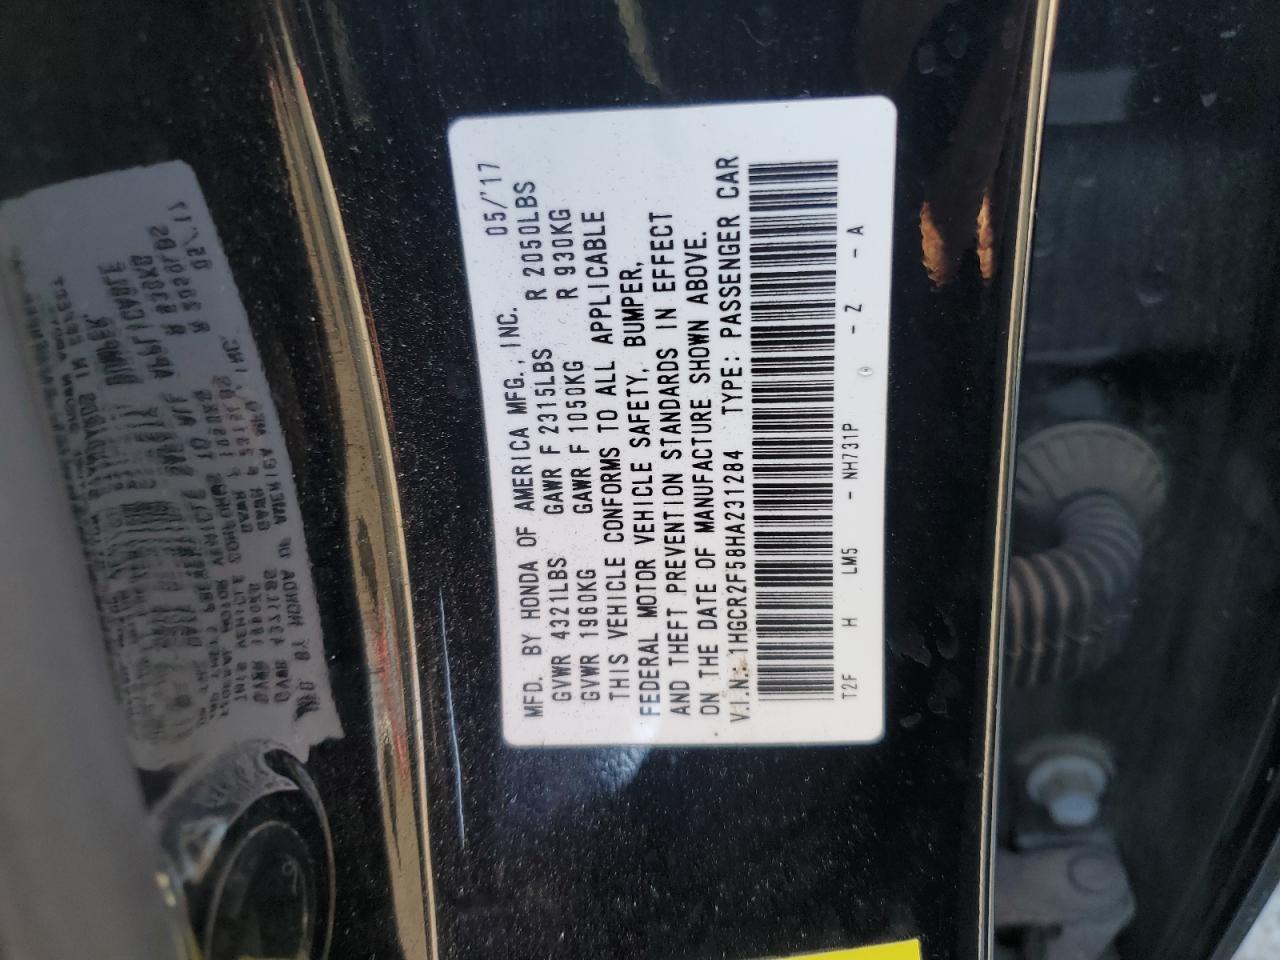 MFD. BY HONDA OF AMERICA MFG., INC. 05/'17
GVWR 4321LBS GAWR F 2315LBS R 2050LBS
GVWR 1960KG GAWR F 1050KG R 930KG
THIS VEHICLE CONFORMS TO ALL APPLICABLE
FEDERAL MOTOR VEHICLE SAFETY, BUMPER,
AND THEFT PREVENTION STANDARDS IN EFFECT
ON THE DATE OF MANUFACTURE SHOWN ABOVE.
V.I.N.: 1HGCR2F58HA231284 TYPE: PASSENGER CAR
T2F H LM5 - NH731P - Z - A